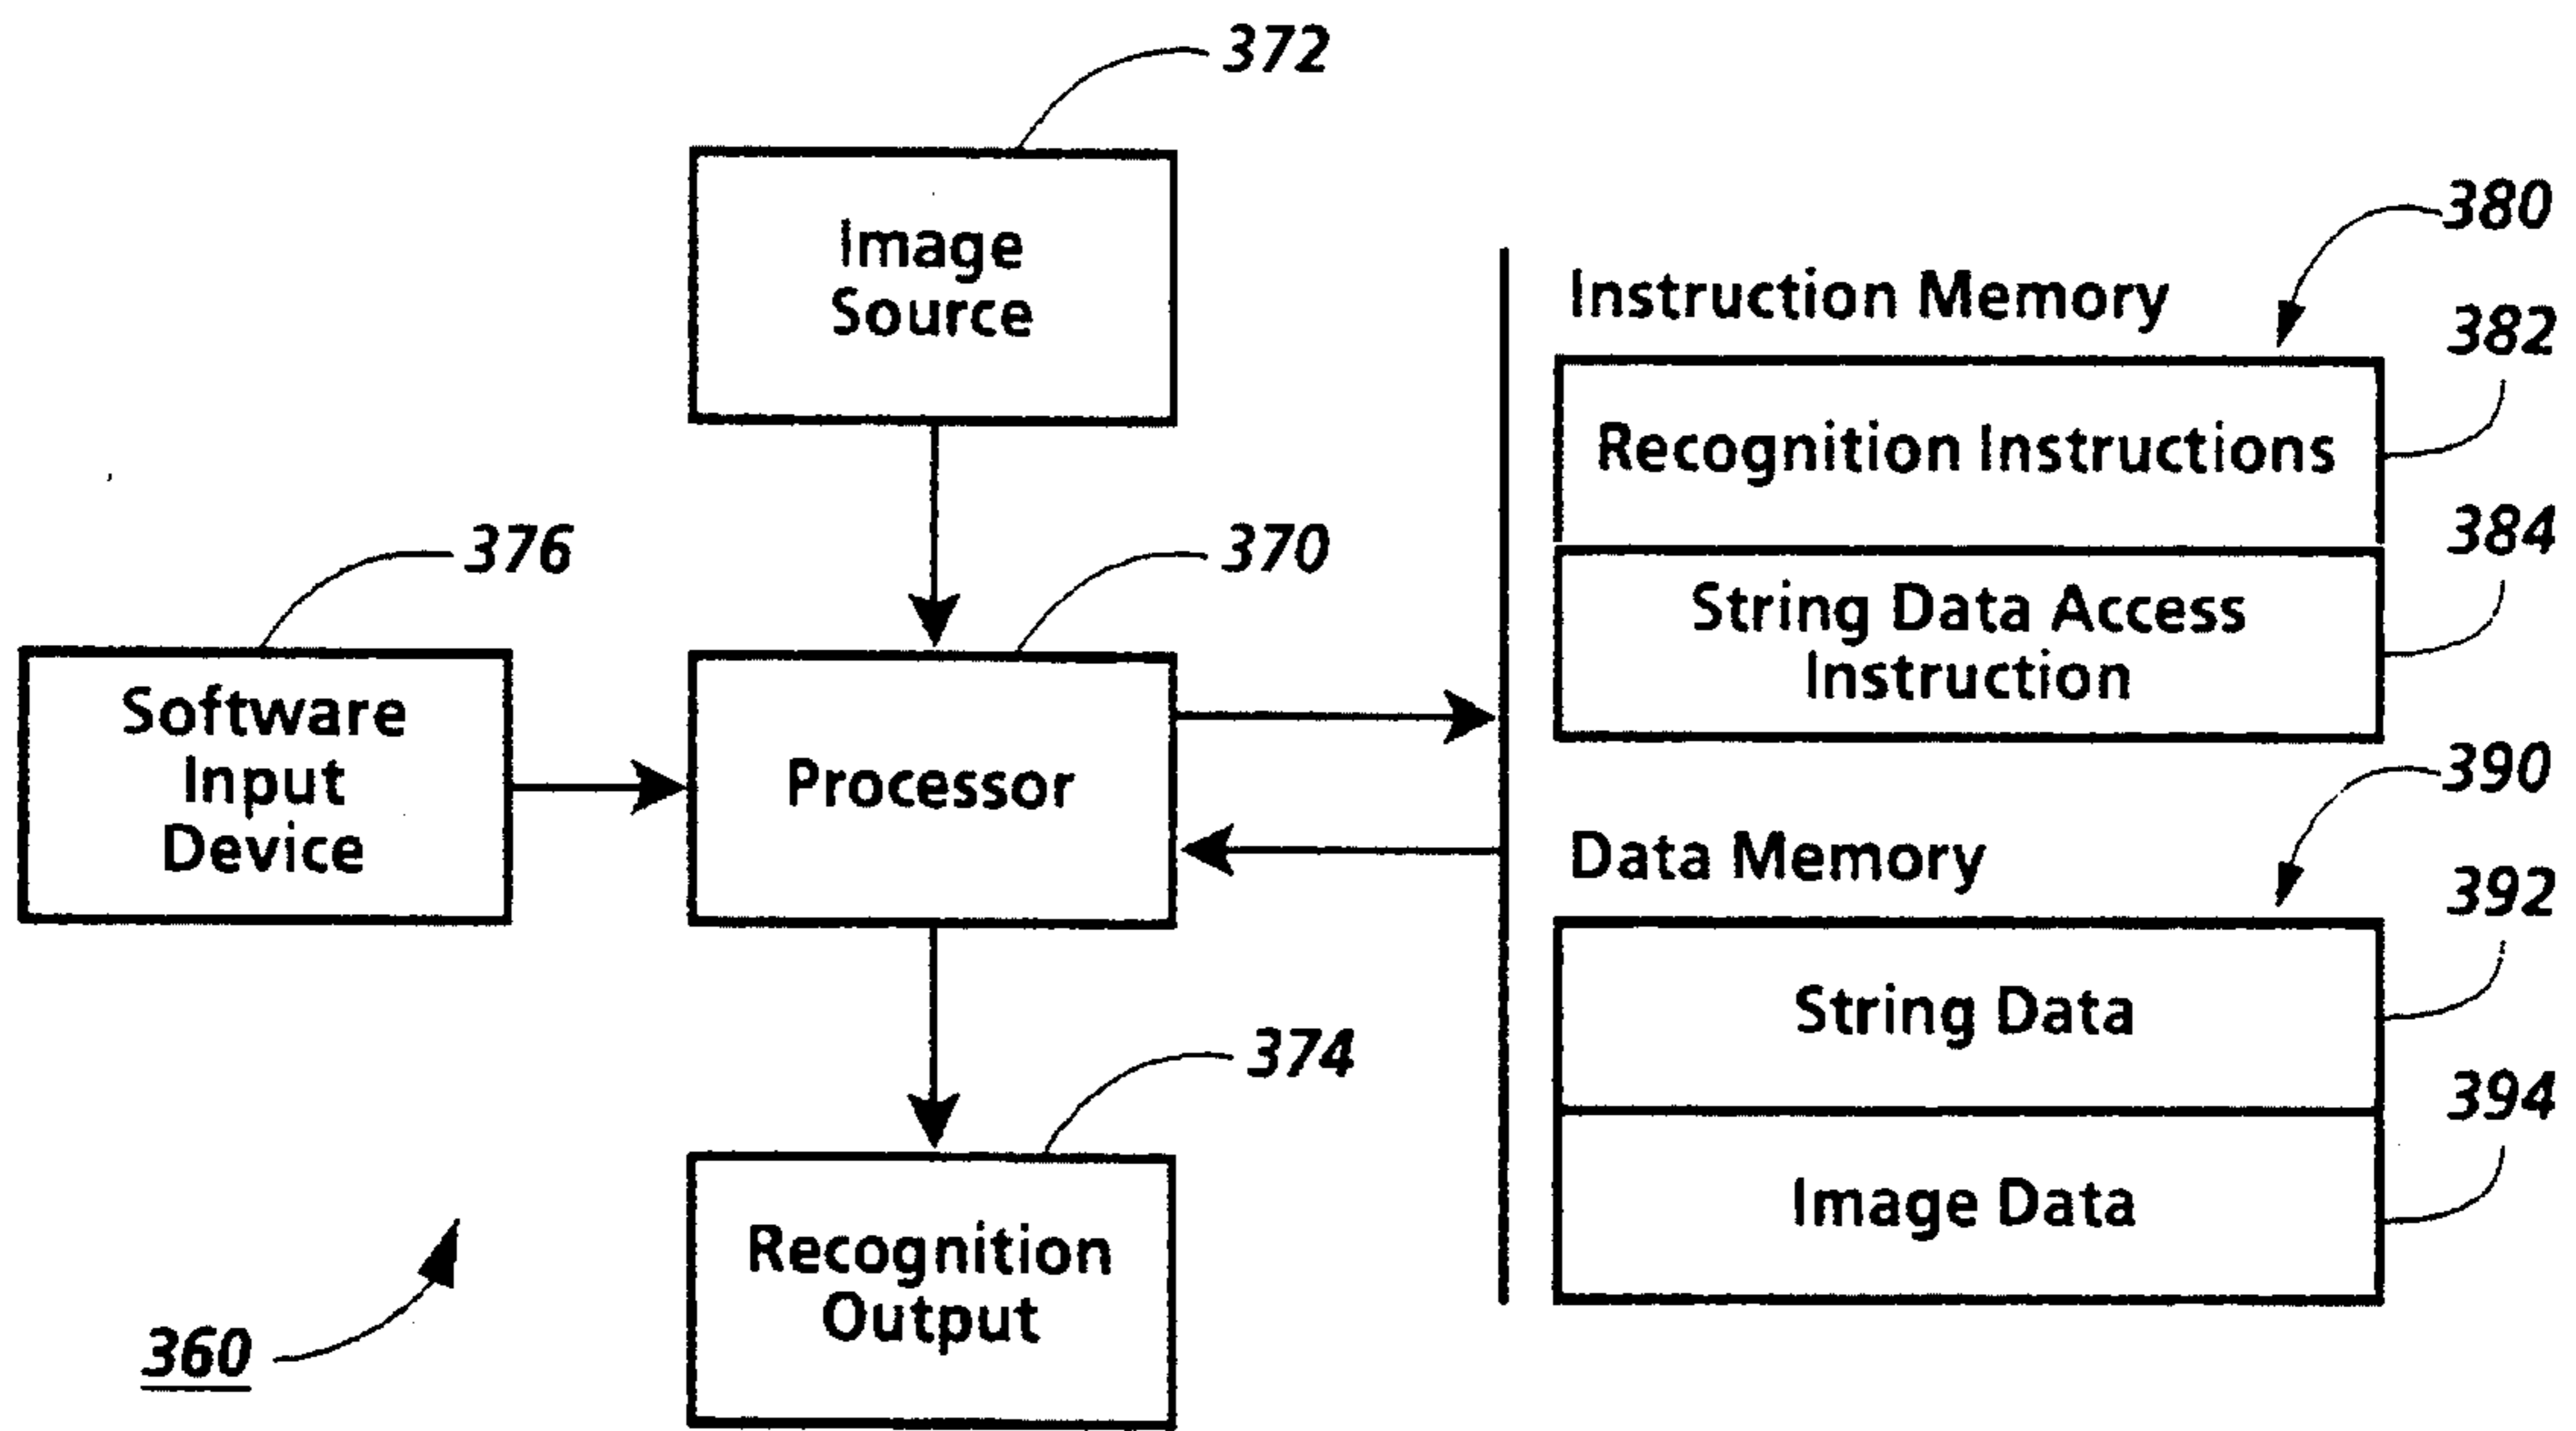 372
Image
Source
380
Instruction Memory
382
Recognition Instructions
384
String Data Access
Instruction
376
Software
Input
Device
370
Processor
390
Data Memory
392
String Data
394
Image Data
374
Recognition
Output
360